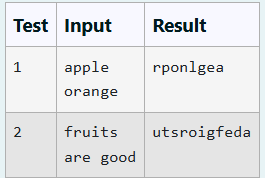 Test Input Result
1 apple rponlgea
orange
2 fruits utsroigfeda
are good